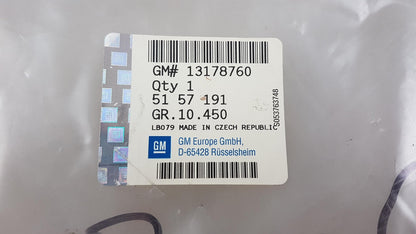 GM# 13178760
Qty 1
51 57 191
GR.10.450
LB079 MADE IN CZECH REPUBLIC
GM
GM Europe GmbH,
D-65428 Rüsselsheim
S053763748